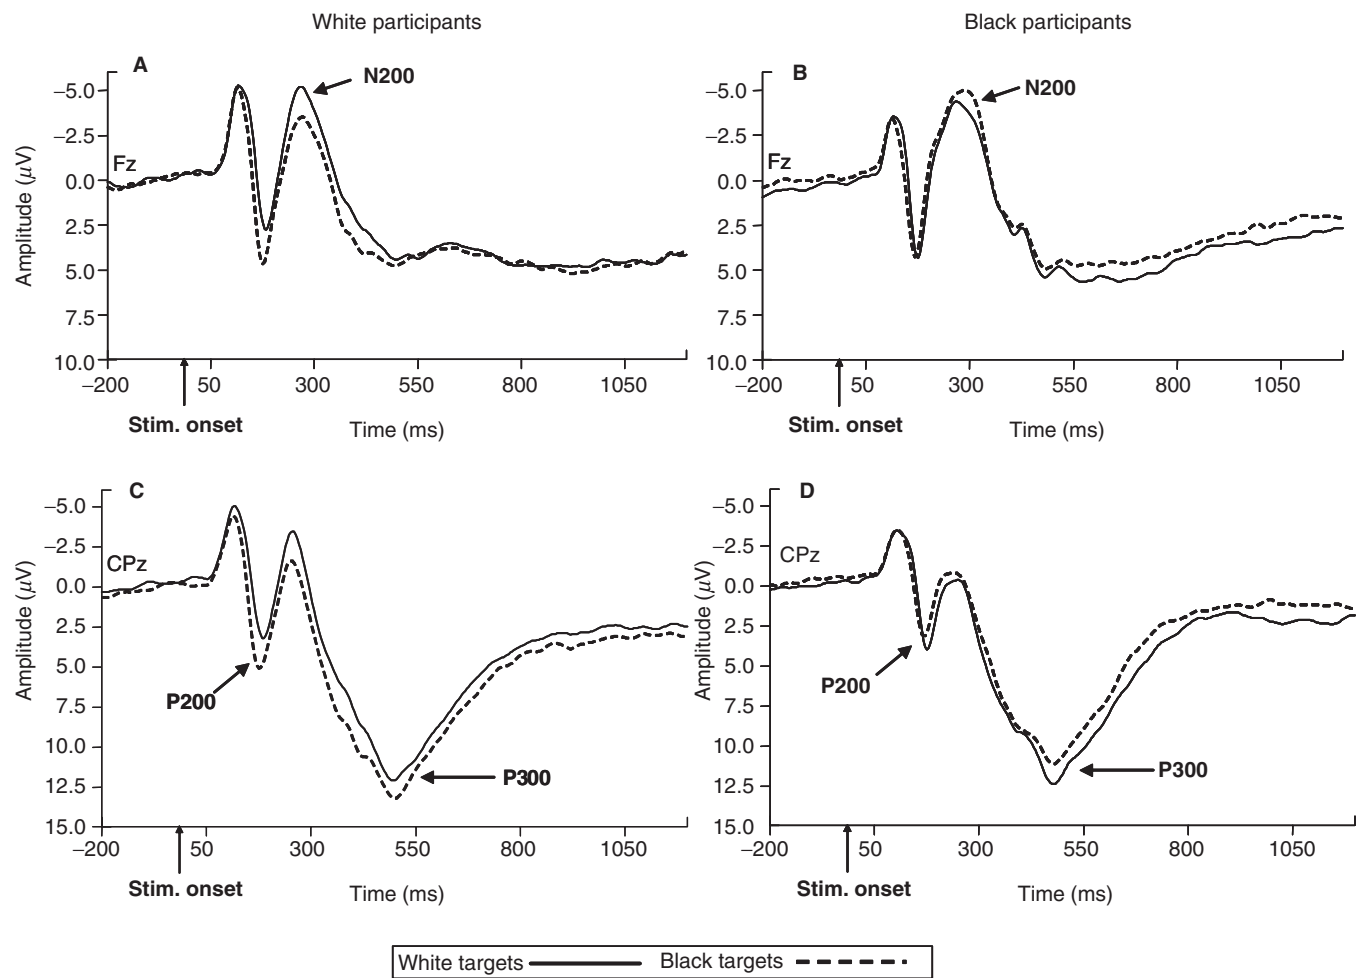 White participants
Black participants
A
N200
−5.0
−2.5
0.0
2.5
5.0
7.5
10.0
Fz
Amplitude (μV)
−200
50
300
550
800
1050
Stim. onset
Time (ms)
B
N200
−5.0
−2.5
0.0
2.5
5.0
7.5
10.0
Fz
Amplitude (μV)
−200
50
300
550
800
1050
Stim. onset
Time (ms)
C
−5.0
−2.5
0.0
2.5
5.0
7.5
10.0
12.5
15.0
CPz
Amplitude (μV)
P200
P300
−200
50
300
550
800
1050
Stim. onset
Time (ms)
D
−5.0
−2.5
0.0
2.5
5.0
7.5
10.0
12.5
15.0
CPz
Amplitude (μV)
P200
P300
−200
50
300
550
800
1050
Stim. onset
Time (ms)
White targets Black targets